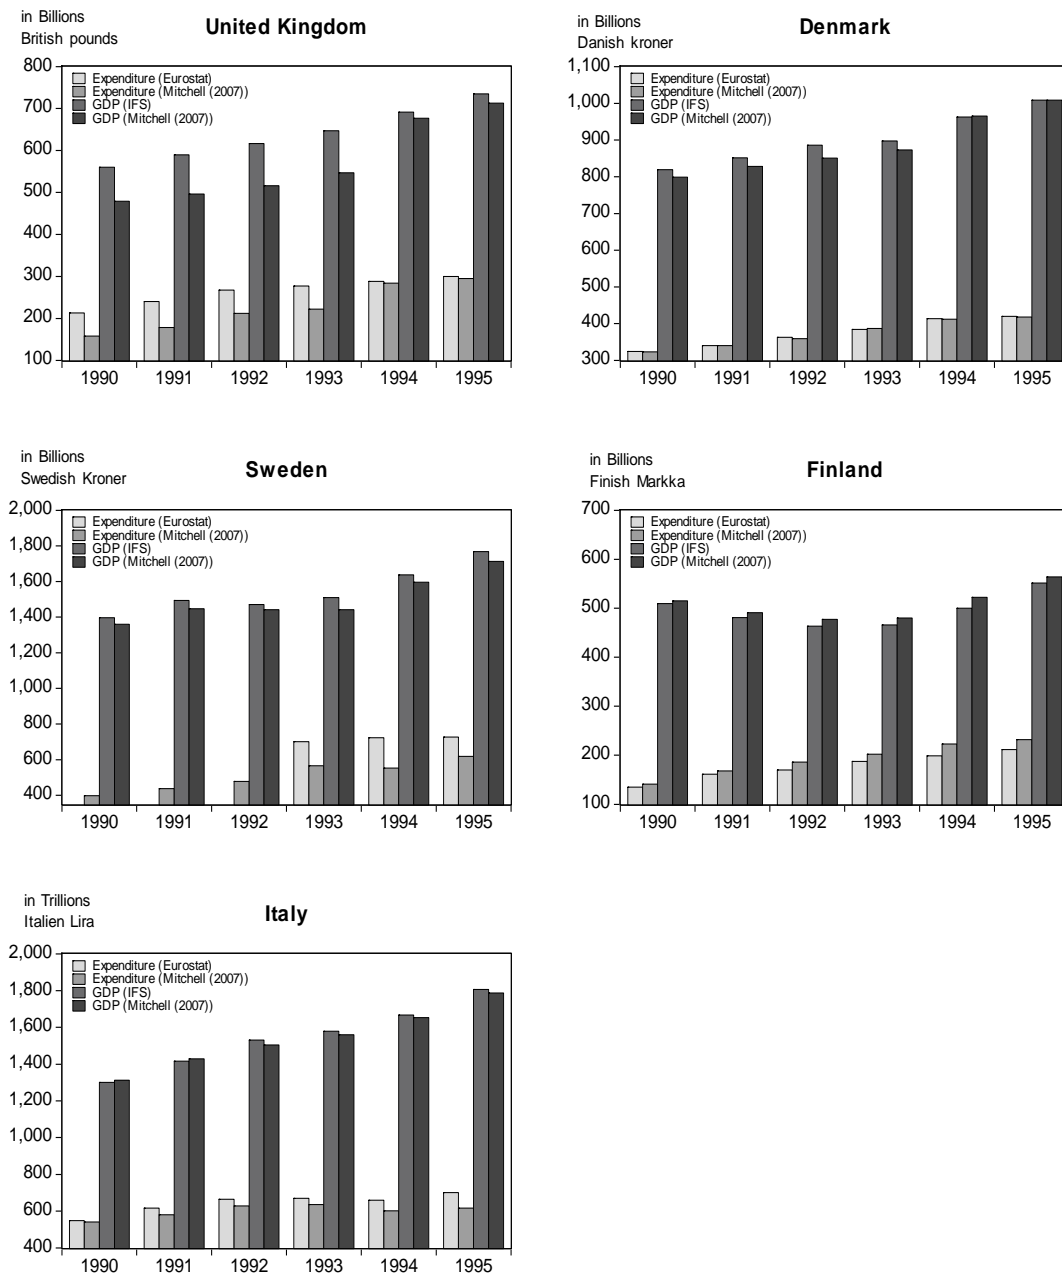 in Billions
British pounds
United Kingdom
800
700
600
500
400
300
200
100
Expenditure (Eurostat)
Expenditure (Mitchell (2007))
GDP (IFS)
GDP (Mitchell (2007))
1990 1991 1992 1993 1994 1995
in Billions
Danish kroner
Denmark
1,100
1,000
900
800
700
600
500
400
300
Expenditure (Eurostat)
Expenditure (Mitchell (2007))
GDP (IFS)
GDP (Mitchell (2007))
1990 1991 1992 1993 1994 1995
in Billions
Swedish Kroner
Sweden
2,000
1,800
1,600
1,400
1,200
1,000
800
600
400
Expenditure (Eurostat)
Expenditure (Mitchell (2007))
GDP (IFS)
GDP (Mitchell (2007))
1990 1991 1992 1993 1994 1995
in Billions
Finish Markka
Finland
700
600
500
400
300
200
100
Expenditure (Eurostat)
Expenditure (Mitchell (2007))
GDP (IFS)
GDP (Mitchell (2007))
1990 1991 1992 1993 1994 1995
in Trillions
Italien Lira
Italy
2,000
1,800
1,600
1,400
1,200
1,000
800
600
400
Expenditure (Eurostat)
Expenditure (Mitchell (2007))
GDP (IFS)
GDP (Mitchell (2007))
1990 1991 1992 1993 1994 1995